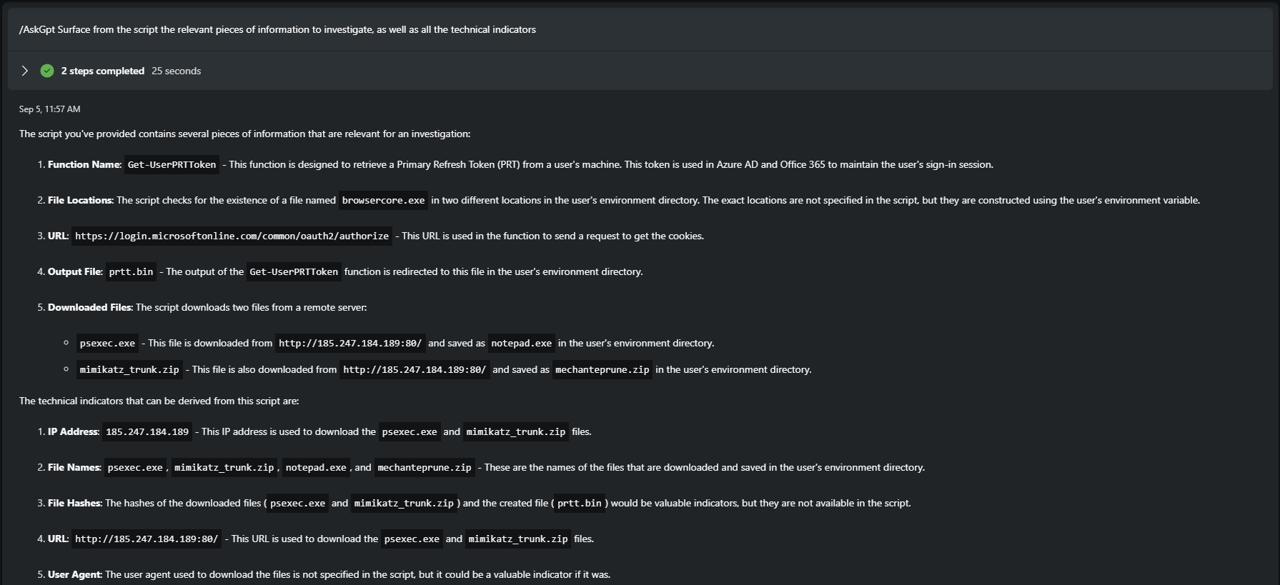 /AskGpt Surface from the script the relevant pieces of information to investigate, as well as all the technical indicators
2 steps completed 25 seconds
Sep 5, 11:57 AM
The script you've provided contains several pieces of information that are relevant for an investigation:
1. Function Name: Get-UserPRTToken - This function is designed to retrieve a Primary Refresh Token (PRT) from a user's machine. This token is used in Azure AD and Office 365 to maintain the user's sign-in session.
2. File Locations: The script checks for the existence of a file named browsercore.exe in two different locations in the user's environment directory. The exact locations are not specified in the script, but they are constructed using the user's environment variable.
3. URL: https://login.microsoftonline.com/common/oauth2/authorize - This URL is used in the function to send a request to get the cookies.
4. Output File: prtt.bin - The output of the Get-UserPRTToken function is redirected to this file in the user's environment directory.
5. Downloaded Files: The script downloads two files from a remote server:
○ psexec.exe - This file is downloaded from http://185.247.184.189:80/ and saved as notepad.exe in the user's environment directory.
○ mimikatz_trunk.zip - This file is also downloaded from http://185.247.184.189:80/ and saved as mechanteprune.zip in the user's environment directory.
The technical indicators that can be derived from this script are:
1. IP Address: 185.247.184.189 - This IP address is used to download the psexec.exe and mimikatz_trunk.zip files.
2. File Names: psexec.exe, mimikatz_trunk.zip, notepad.exe, and mechanteprune.zip - These are the names of the files that are downloaded and saved in the user's environment directory.
3. File Hashes: The hashes of the downloaded files (psexec.exe and mimikatz_trunk.zip) and the created file (prtt.bin) would be valuable indicators, but they are not available in the script.
4. URL: http://185.247.184.189:80/ - This URL is used to download the psexec.exe and mimikatz_trunk.zip files.
5. User Agent: The user agent used to download the files is not specified in the script, but it could be a valuable indicator if it was.